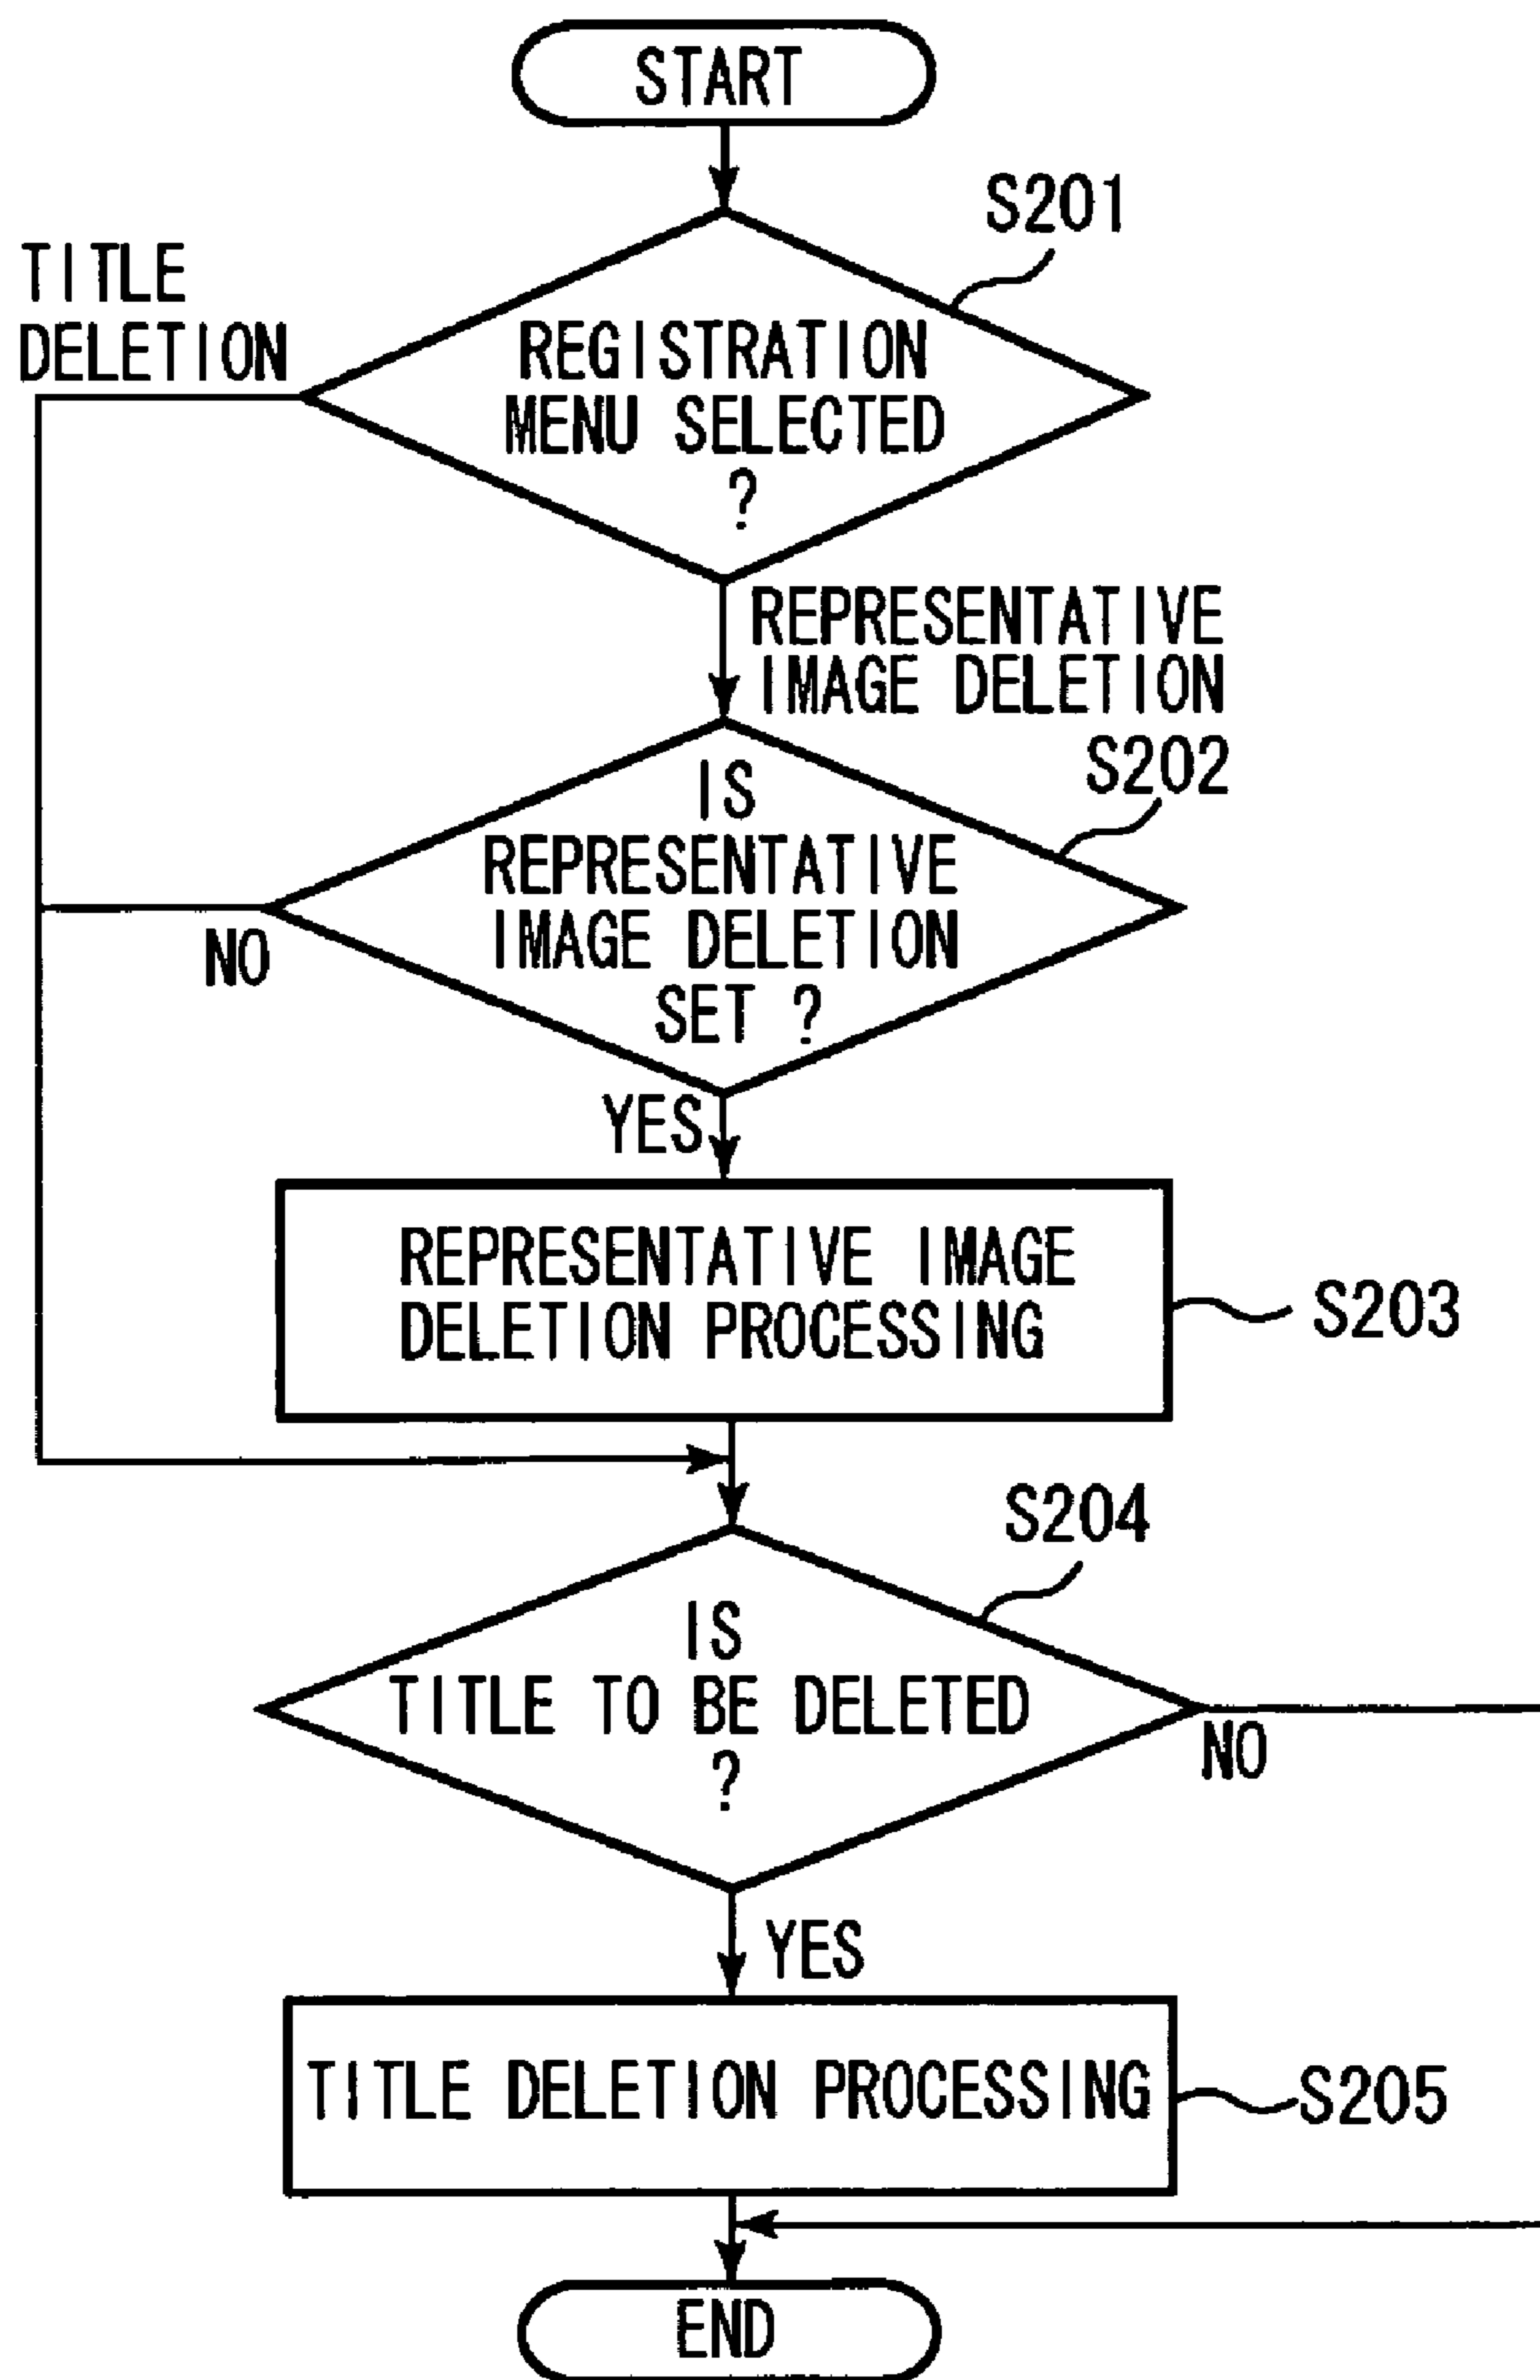 START
S201
TITLE
DELETION
REGISTRATION
MENU SELECTED
?
REPRESENTATIVE
IMAGE DELETION
S202
IS
REPRESENTATIVE
IMAGE DELETION
SET ?
NO
YES
REPRESENTATIVE IMAGE
DELETION PROCESSING
S203
S204
IS
TITLE TO BE DELETED
?
NO
YES
TITLE DELETION PROCESSING
S205
END